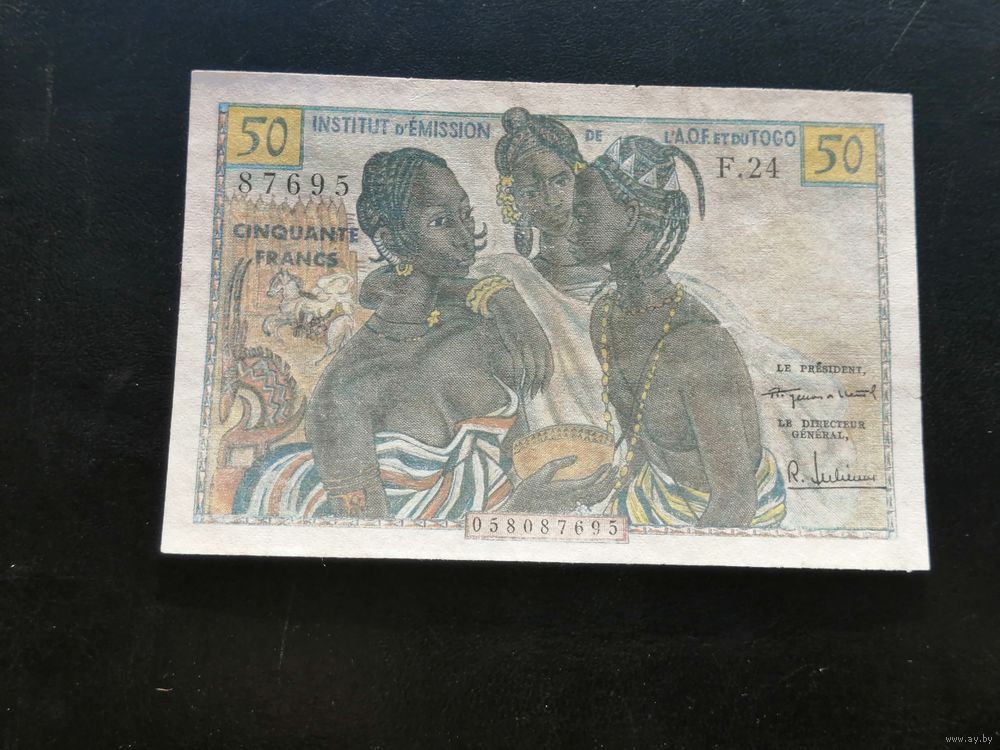 50 INSTITUT D'ÉMISSION DE L'A.O.F. ET DU TOGO 50
87695 F.24
CINQUANTE
FRANCS
LE PRÉSIDENT,
LE DIRECTEUR
GÉNÉRAL,
R. Julienne
058087695
www.ay.by